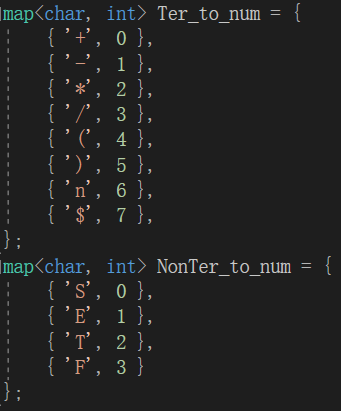 map<char, int> Ter_to_num = {
{ '+', 0 },
{ '-', 1 },
{ '*', 2 },
{ '/', 3 },
{ '(', 4 },
{ ')', 5 },
{ 'n', 6 },
{ '$', 7 },
};
map<char, int> NonTer_to_num = {
{ 'S', 0 },
{ 'E', 1 },
{ 'T', 2 },
{ 'F', 3 }
};